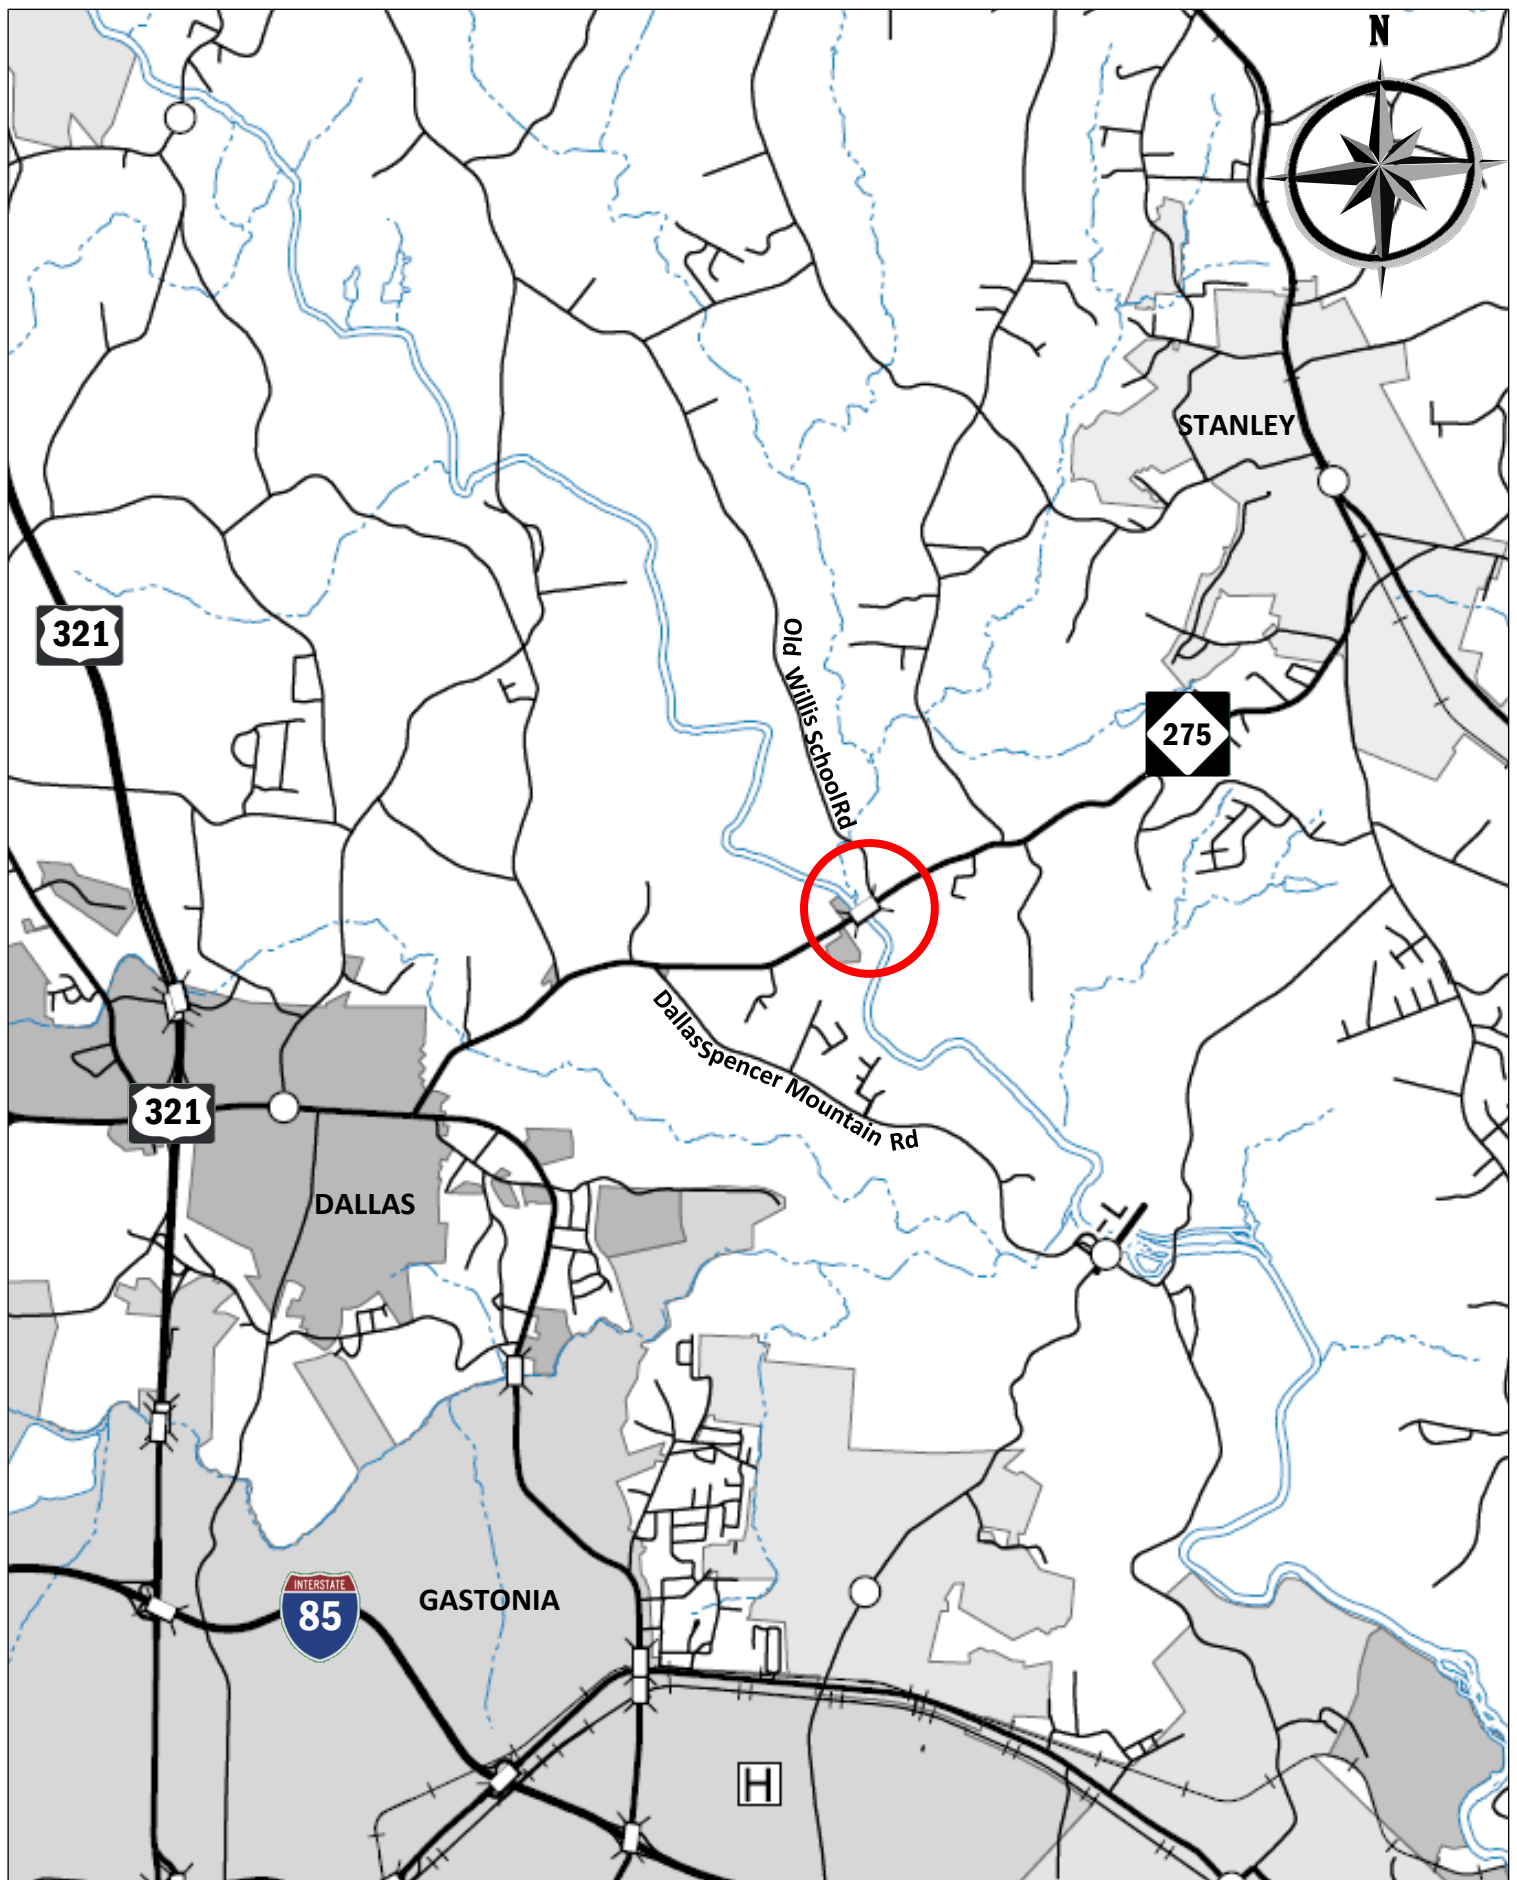 N
STANLEY
321
Old Willis SchoolRd
275
DallasSpencer Mountain Rd
321
DALLAS
INTERSTATE
85
GASTONIA
H